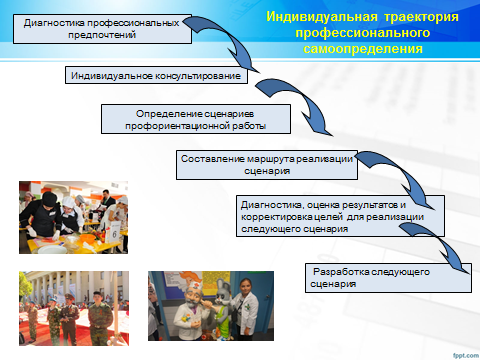 Индивидуальная траектория
профессионального
самоопределения
Диагностика профессиональных
предпочтений
Индивидуальное консультирование
Определение сценариев
профориентационной работы
Составление маршрута реализации
сценария
Диагностика, оценка результатов и
корректировка целей для реализации
следующего сценария
Разработка следующего
сценария
6
fppt.com